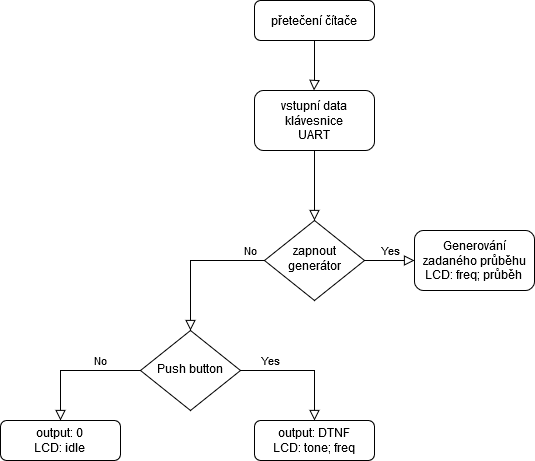 přetečení čítače
vstupní data
klávesnice
UART
zapnout
generátor
No
Yes
Generování
zadaného průběhu
LCD: freq; průběh
Push button
No
Yes
output: 0
LCD: idle
output: DTNF
LCD: tone; freq